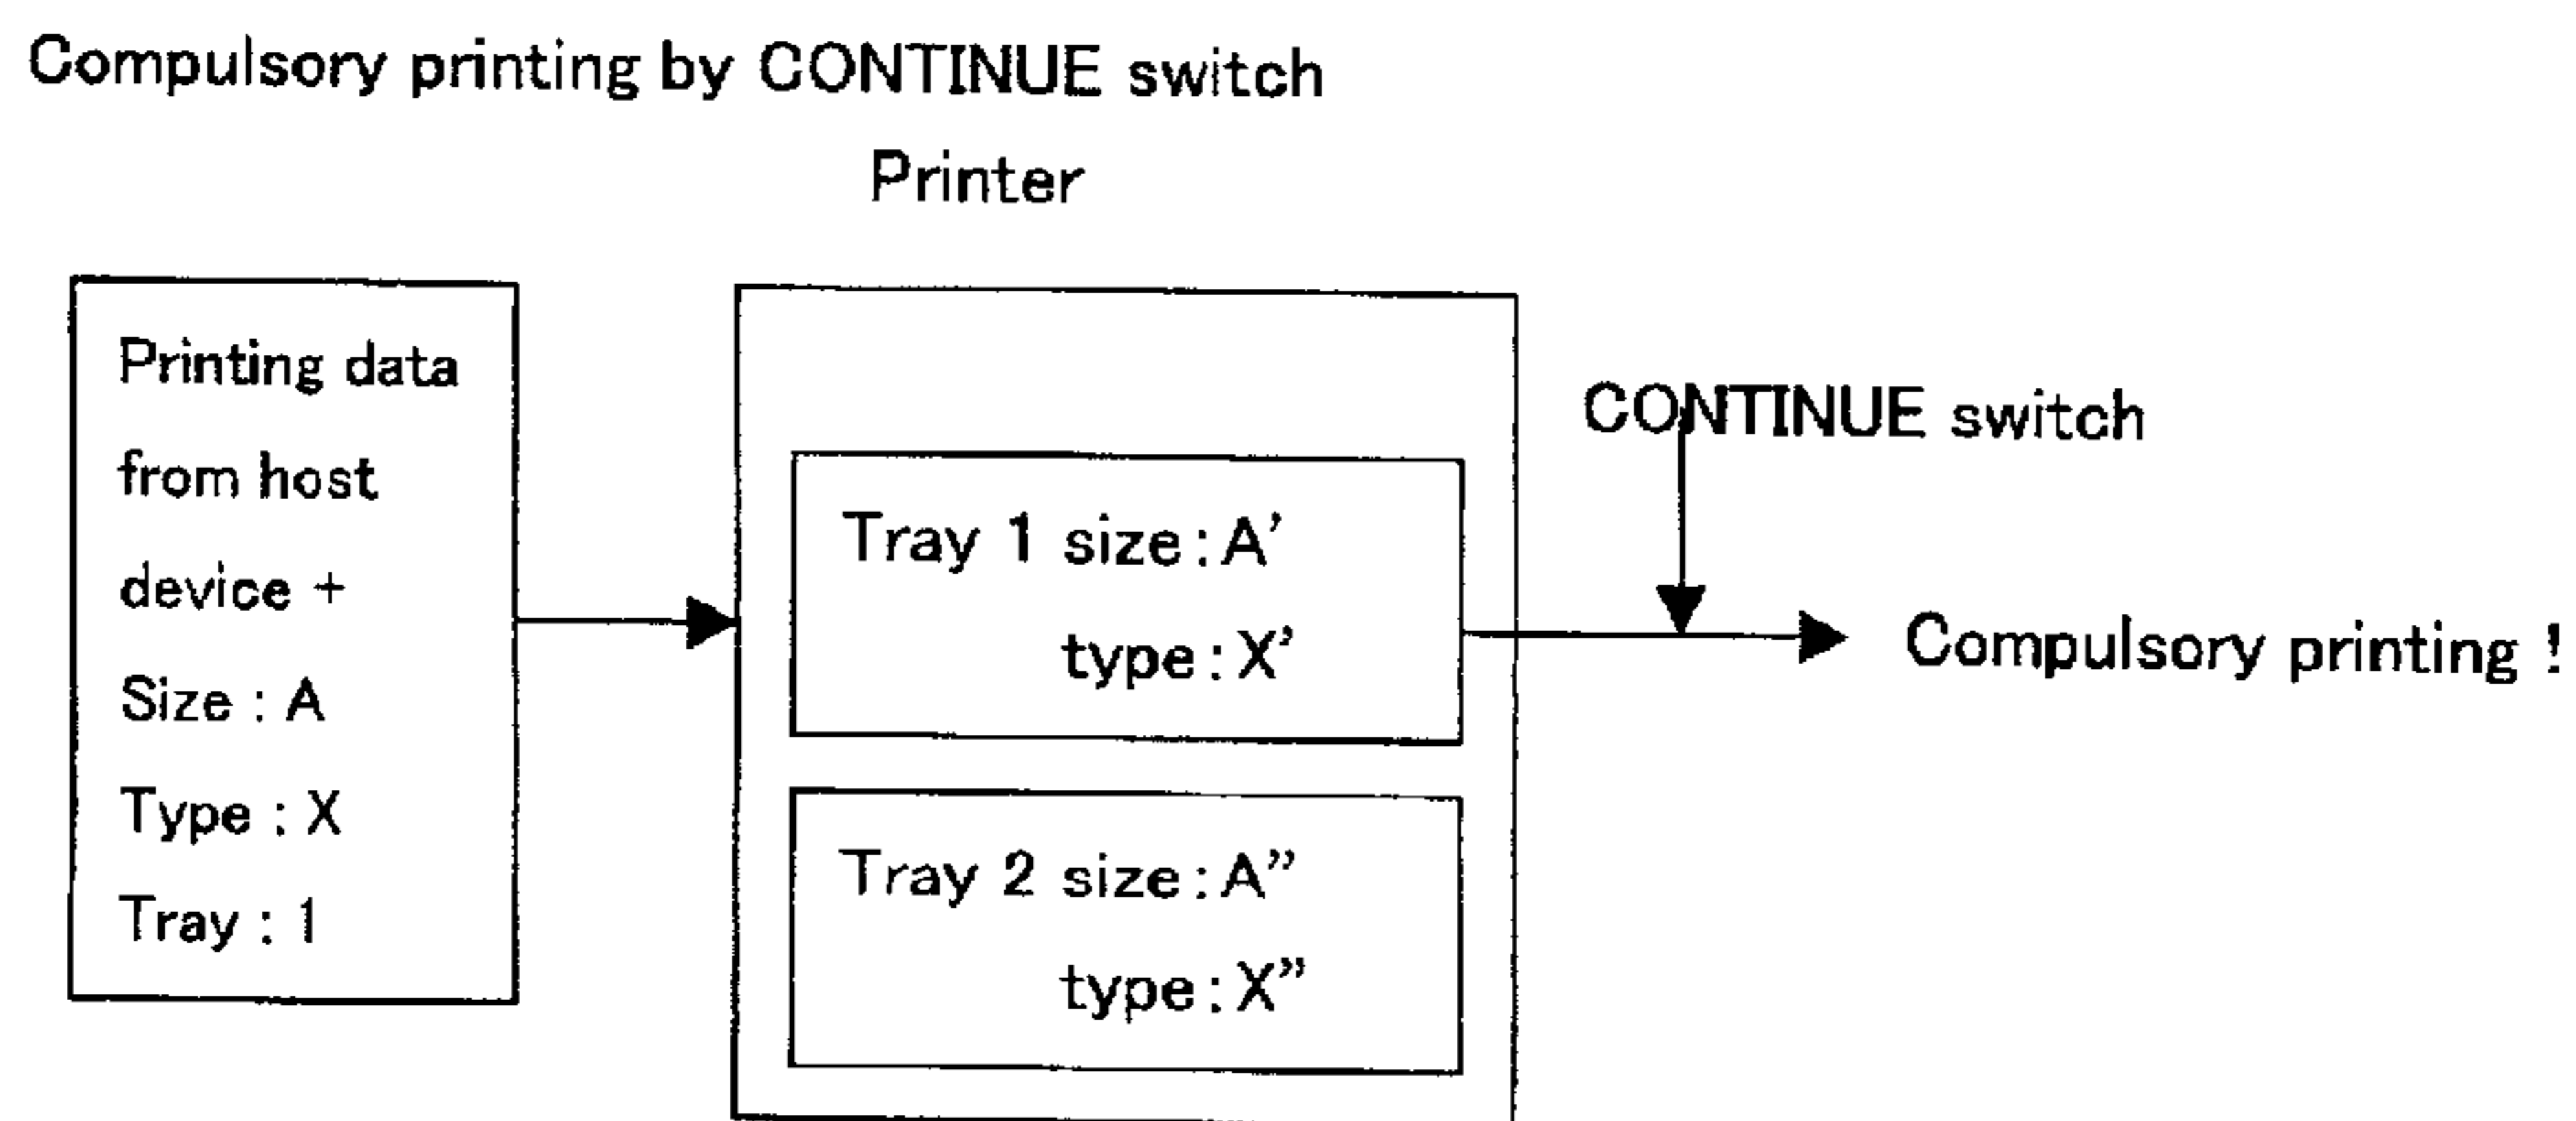 Compulsory printing by CONTINUE switch
Printer
Printing data
from host
device +
Size : A
Type : X
Tray : 1
Tray 1 size : A'
type : X'
Tray 2 size : A”
type : X”
CONTINUE switch
Compulsory printing !